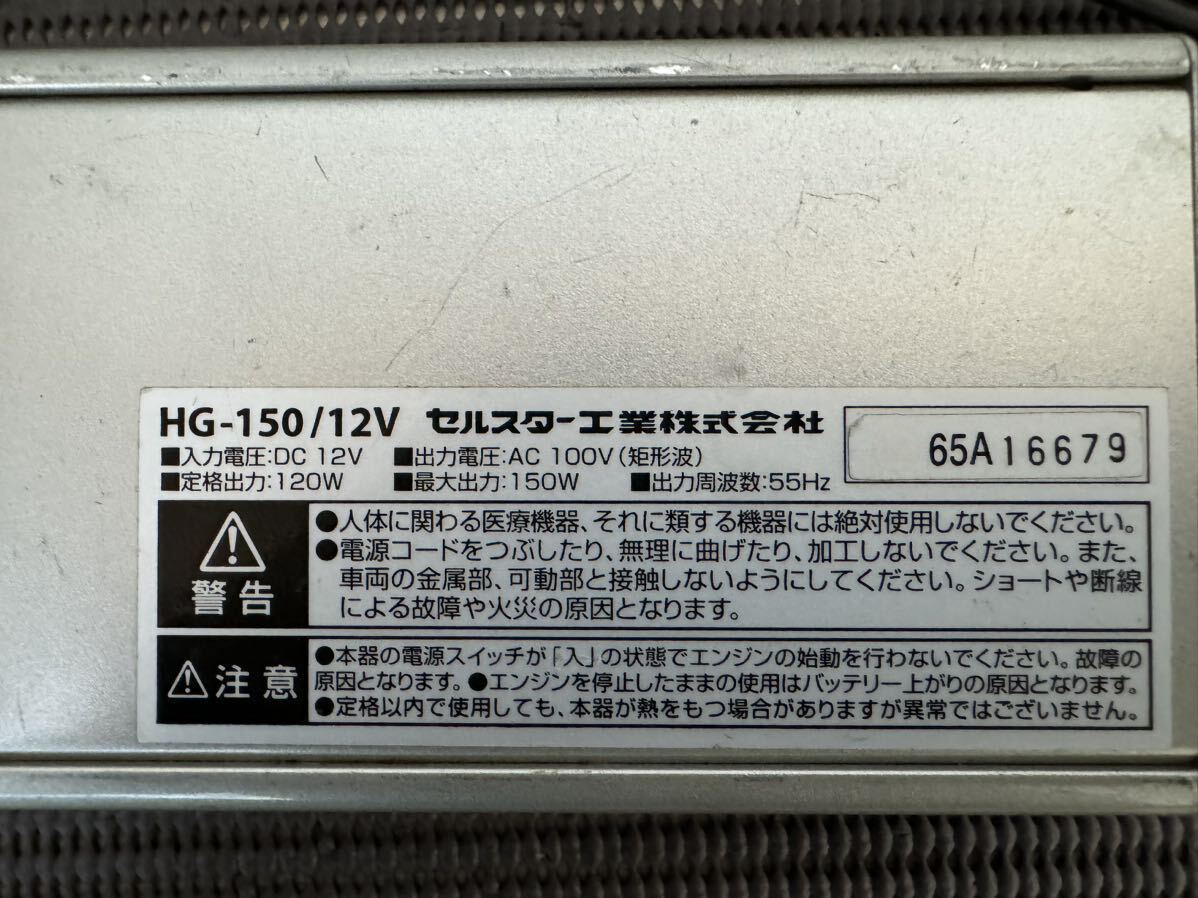 HG-150/12V セルスター工業株式会社 65A16679
■入力電圧:DC 12V ■出力電圧:AC 100V(矩形波)
■定格出力:120W ■最大出力:150W ■出力周波数:55Hz
警告
●人体に関わる医療機器、それに類する機器には絶対使用しないでください。
●電源コードをつぶしたり、無理に曲げたり、加工しないでください。また、
車両の金属部、可動部と接触しないようにしてください。ショートや断線
による故障や火災の原因となります。
注意
●本器の電源スイッチが「入」の状態でエンジンの始動を行わないでください。故障の
原因となります。●エンジンを停止したままの使用はバッテリー上がりの原因となります。
●定格以内で使用しても、本器が熱をもつ場合がありますが異常ではございません。